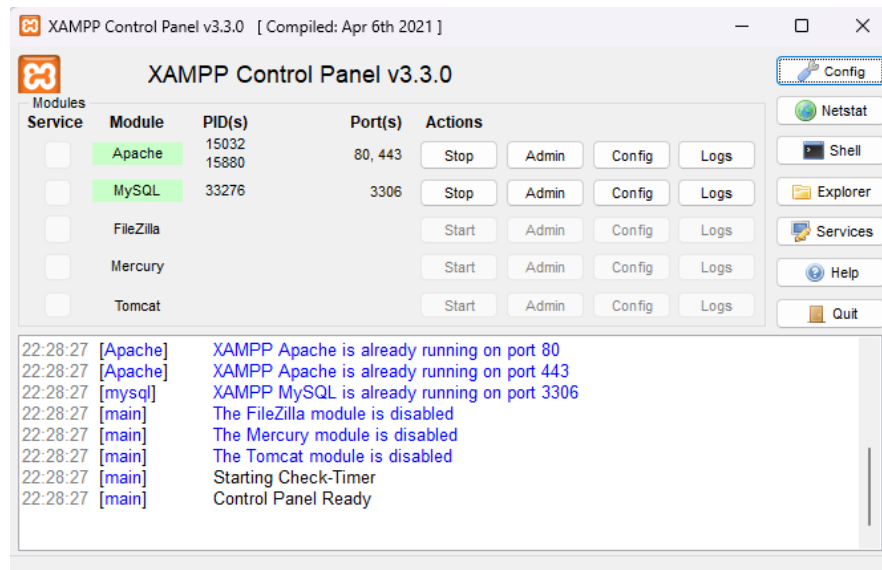 XAMPP Control Panel v3.3.0 [ Compiled: Apr 6th 2021 ]
XAMPP Control Panel v3.3.0
Config
Modules
Service Module PID(s) Port(s) Actions
Netstat
Apache 15032 15880 80, 443 Stop Admin Config Logs
Shell
MySQL 33276 3306 Stop Admin Config Logs
Explorer
FileZilla Start Admin Config Logs
Services
Mercury Start Admin Config Logs
Help
Tomcat Start Admin Config Logs
Quit
22:28:27 [Apache] XAMPP Apache is already running on port 80
22:28:27 [Apache] XAMPP Apache is already running on port 443
22:28:27 [mysql] XAMPP MySQL is already running on port 3306
22:28:27 [main] The FileZilla module is disabled
22:28:27 [main] The Mercury module is disabled
22:28:27 [main] The Tomcat module is disabled
22:28:27 [main] Starting Check-Timer
22:28:27 [main] Control Panel Ready